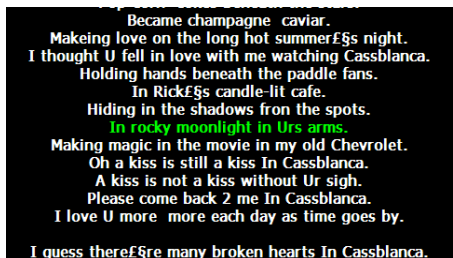 Became champagne caviar.
Makeing love on the long hot summer£§s night.
I thought U fell in love with me watching Cassblanca.
Holding hands beneath the paddle fans.
In Rick£§s candle-lit cafe.
Hiding in the shadows fron the spots.
In rocky moonlight in Urs arms.
Making magic in the movie in my old Chevrolet.
Oh a kiss is still a kiss In Cassblanca.
A kiss is not a kiss without Ur sigh.
Please come back 2 me In Cassblanca.
I love U more more each day as time goes by.
I guess there£§re many broken hearts In Cassblanca.